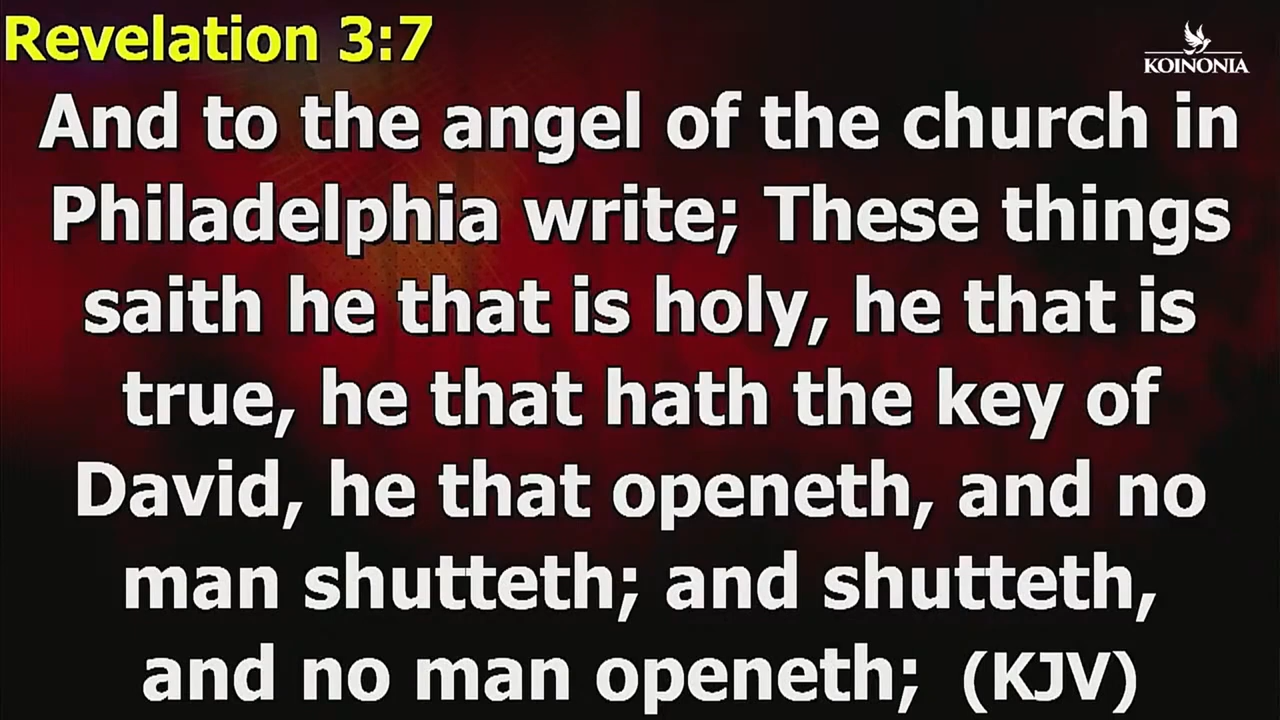 Revelation 3:7
KOINONIA
And to the angel of the church in
Philadelphia write; These things
saith he that is holy, he that is
true, he that hath the key of
David, he that openeth, and no
man shutteth; and shutteth,
and no man openeth; (KJV)